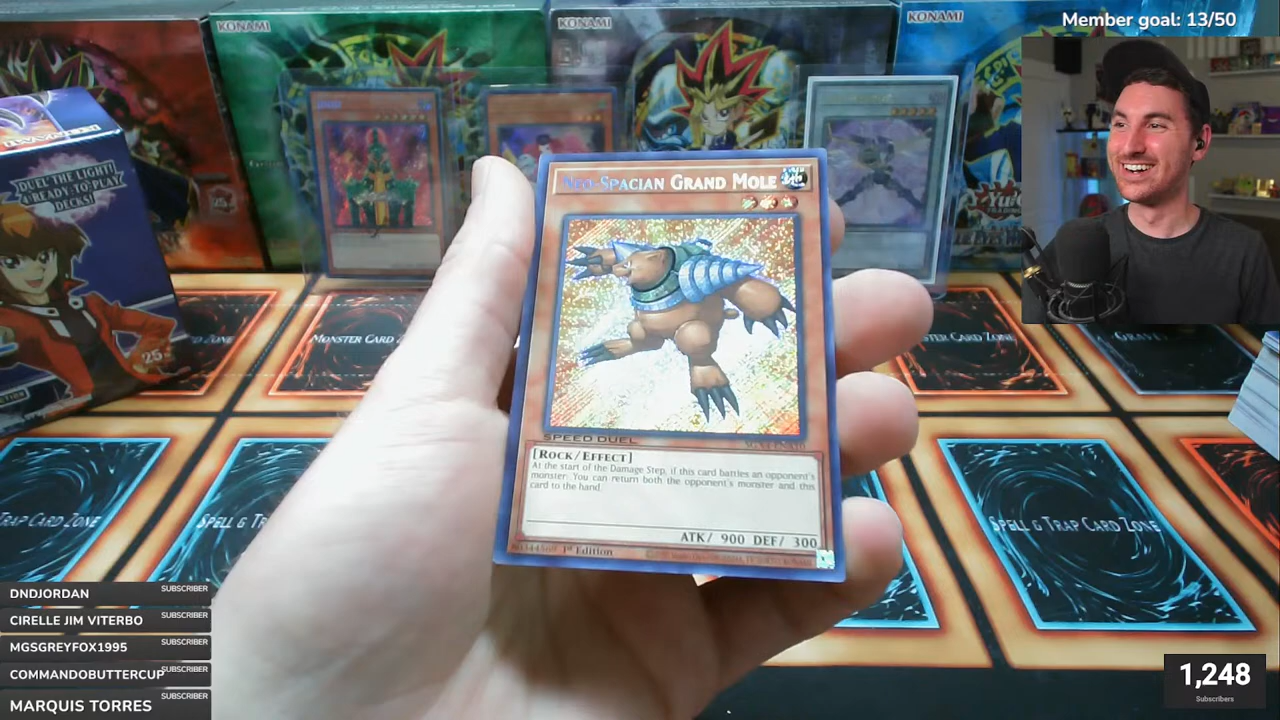 KONAMI
KONAMI
KONAMI
Member goal: 13/50
DUEL THE LIGHT!
4 READY TO PLAY
DECKS!
25
NEO-SPACIAN GRAND MOLE
MONSTER CARD
CARD ZONE
SPEED DUEL
[ROCK/EFFECT]
At the start of the Damage Step, if this card battles an opponent's
monster: You can return both the opponent's monster and this
card to the hand.
ATK/ 900 DEF/ 300
1st Edition
TRAP CARD ZONE
SPELL & TRAP CARD ZONE
DNDJORDAN SUBSCRIBER
CIRELLE JIM VITERBO SUBSCRIBER
MGSGREYFOX1995 SUBSCRIBER
COMMANDOBUTTERCUP SUBSCRIBER
MARQUIS TORRES SUBSCRIBER
1,248
Subscribers